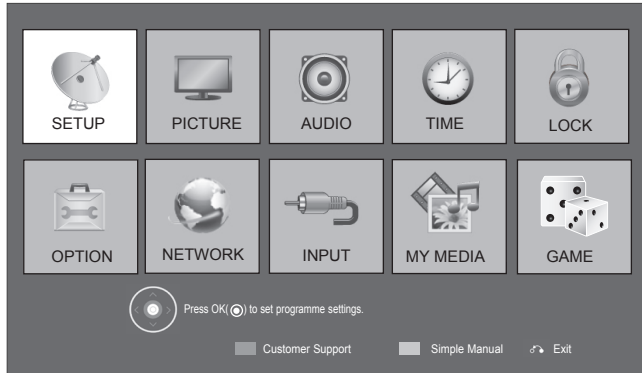 SETUP PICTURE AUDIO TIME LOCK
OPTION NETWORK INPUT MY MEDIA GAME
Press OK(◉) to set programme settings.
Customer Support Simple Manual Exit